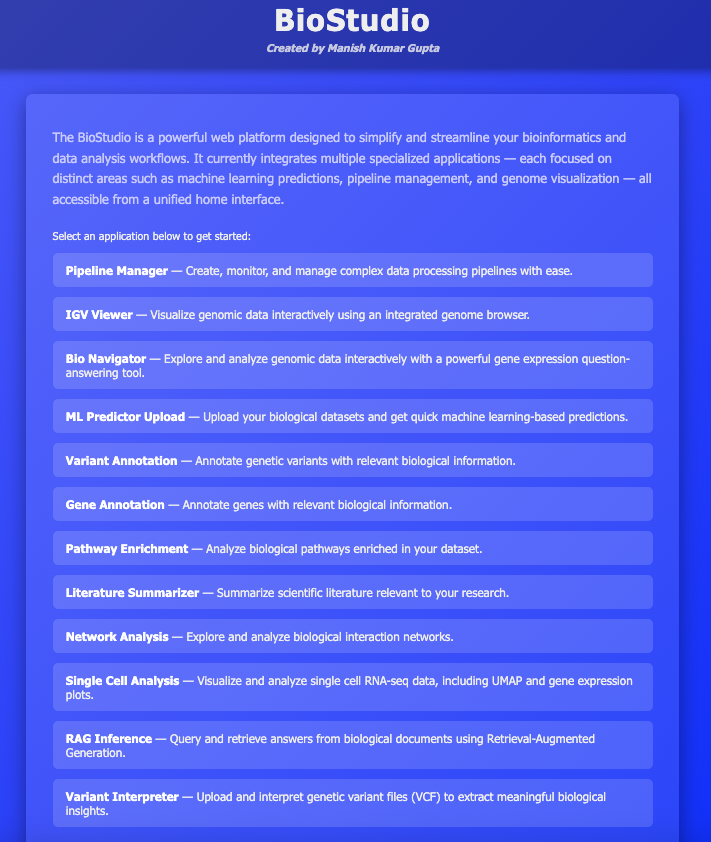 BioStudio
Created by Manish Kumar Gupta
The BioStudio is a powerful web platform designed to simplify and streamline your bioinformatics and
data analysis workflows. It currently integrates multiple specialized applications — each focused on
distinct areas such as machine learning predictions, pipeline management, and genome visualization — all
accessible from a unified home interface.
Select an application below to get started:
Pipeline Manager — Create, monitor, and manage complex data processing pipelines with ease.
IGV Viewer — Visualize genomic data interactively using an integrated genome browser.
Bio Navigator — Explore and analyze genomic data interactively with a powerful gene expression question-
answering tool.
ML Predictor Upload — Upload your biological datasets and get quick machine learning-based predictions.
Variant Annotation — Annotate genetic variants with relevant biological information.
Gene Annotation — Annotate genes with relevant biological information.
Pathway Enrichment — Analyze biological pathways enriched in your dataset.
Literature Summarizer — Summarize scientific literature relevant to your research.
Network Analysis — Explore and analyze biological interaction networks.
Single Cell Analysis — Visualize and analyze single cell RNA-seq data, including UMAP and gene expression
plots.
RAG Inference — Query and retrieve answers from biological documents using Retrieval-Augmented
Generation.
Variant Interpreter — Upload and interpret genetic variant files (VCF) to extract meaningful biological
insights.